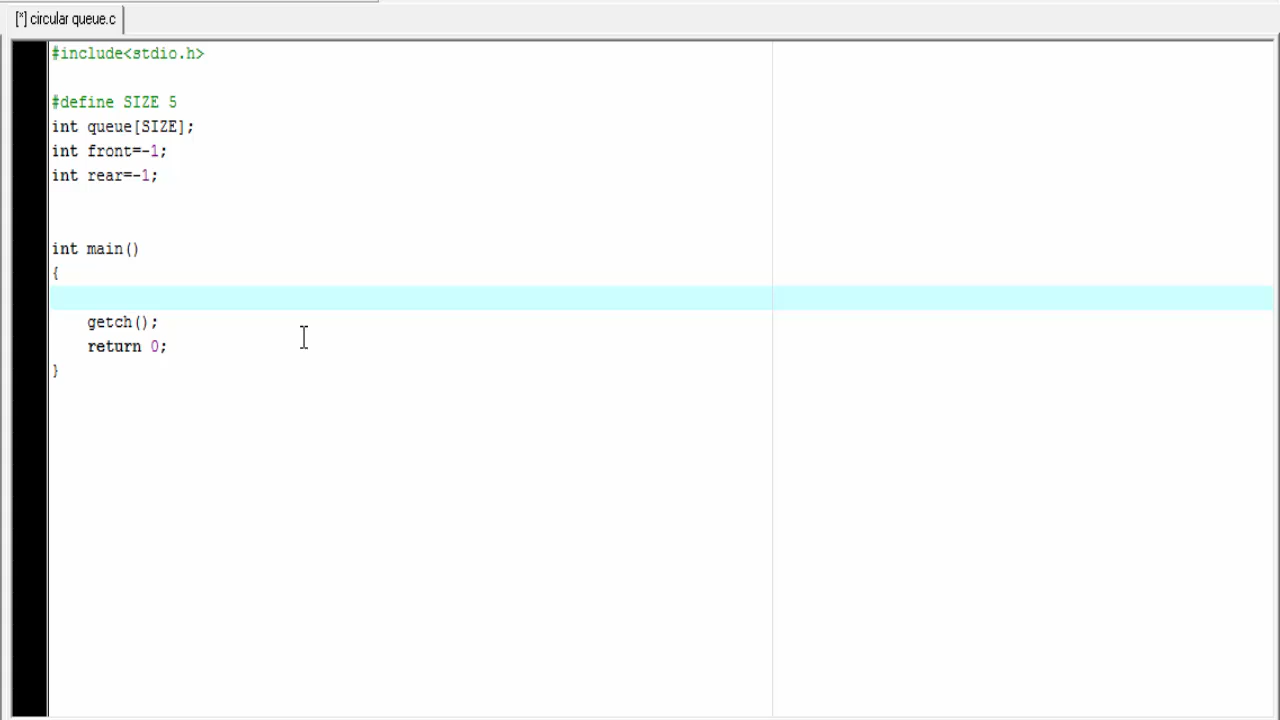 [*] circular queue.c
#include<stdio.h>
#define SIZE 5
int queue[SIZE];
int front=-1;
int rear=-1;
int main()
{
getch();
return 0;
}